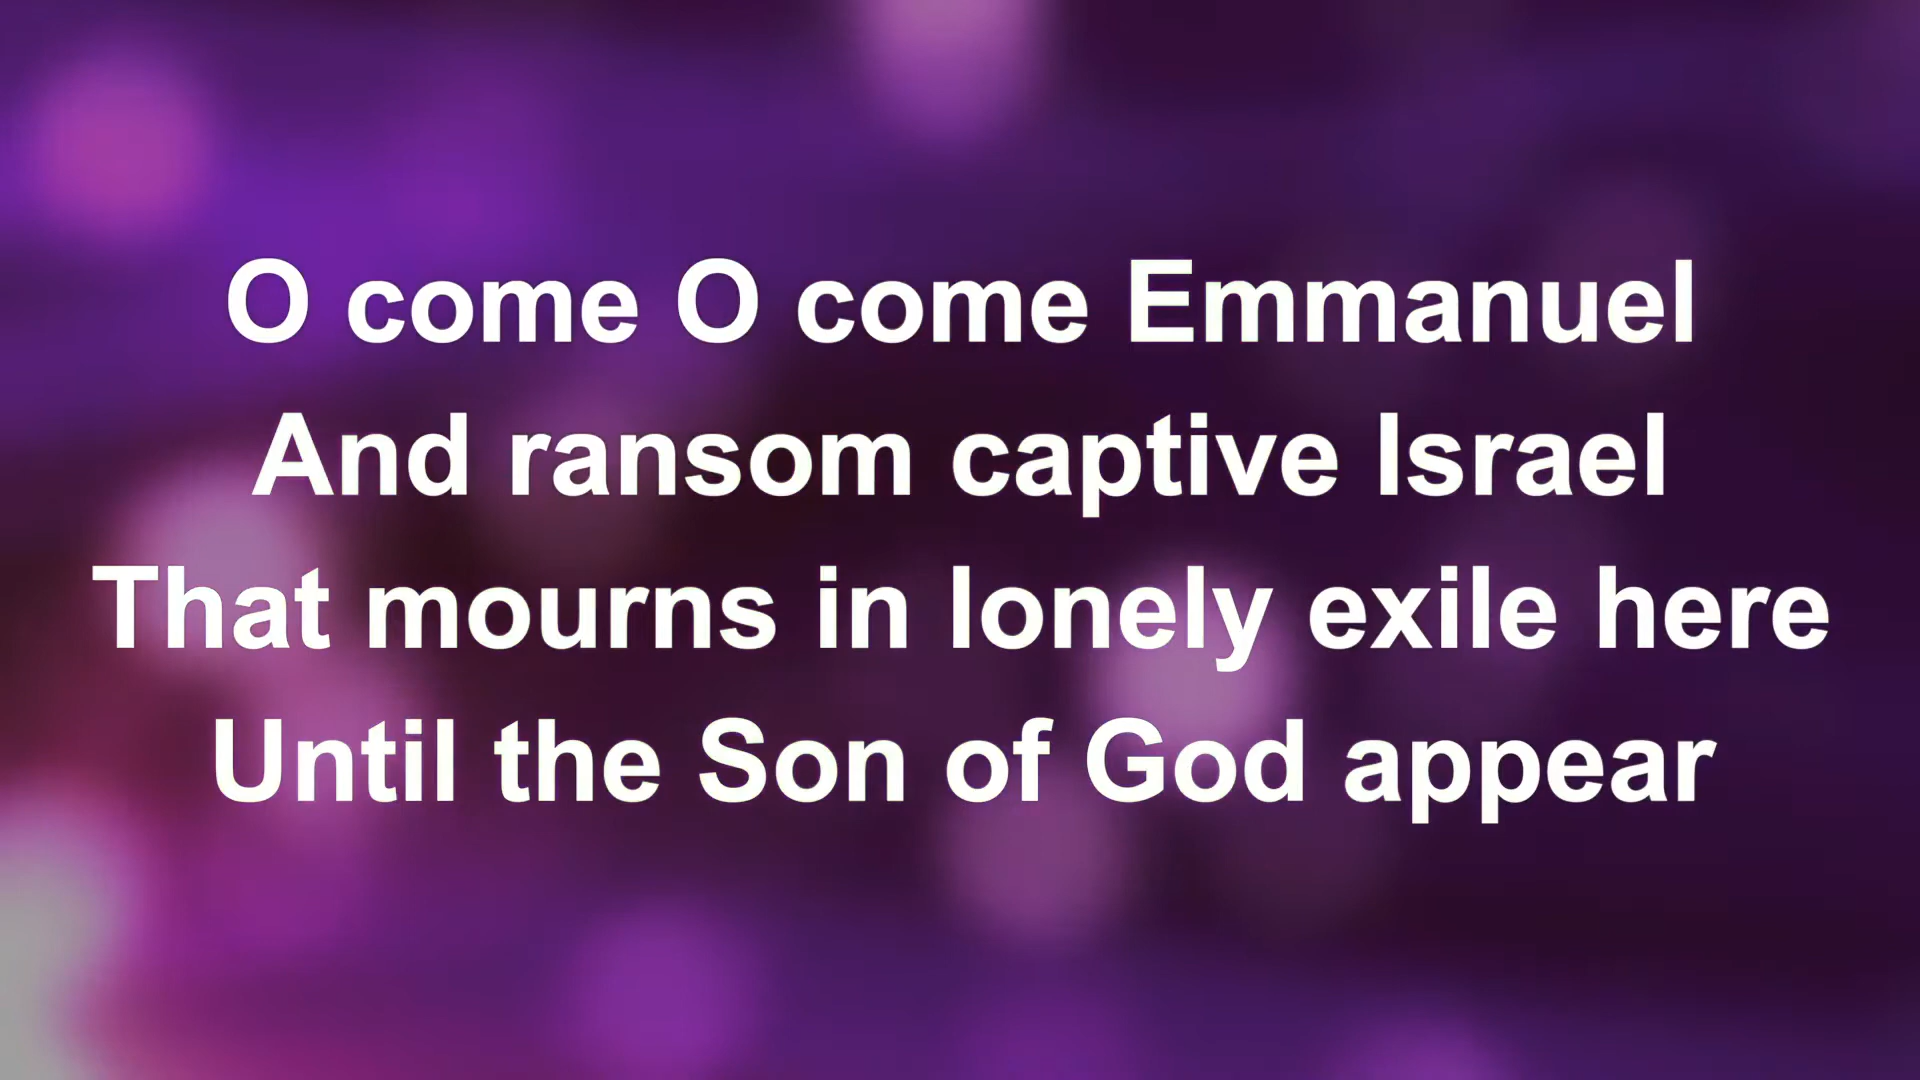 O come O come Emmanuel
And ransom captive Israel
That mourns in lonely exile here
Until the Son of God appear